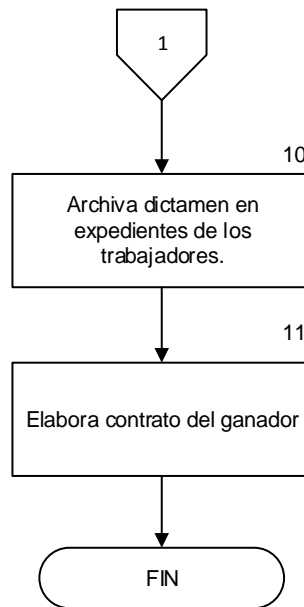 1
10
Archiva dictamen en
expedientes de los
trabajadores.
11
Elabora contrato del ganador
FIN